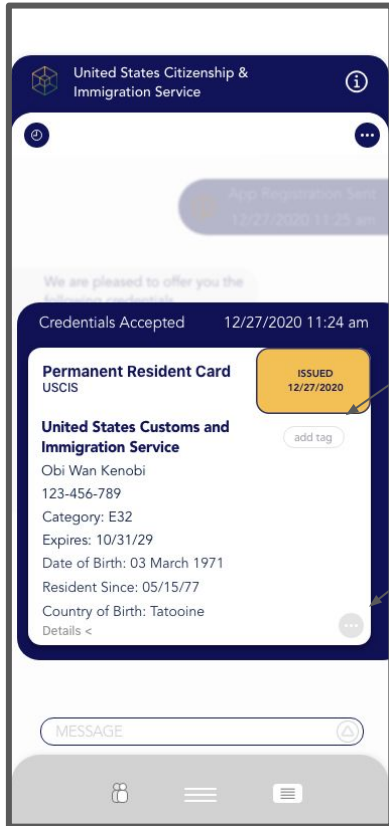 United States Citizenship &
Immigration Service
App Registration Sent
12/27/2020 11:25 am
We are pleased to offer you the
following credentials
Credentials Accepted 12/27/2020 11:24 am
Permanent Resident Card
USCIS
ISSUED
12/27/2020
United States Customs and
Immigration Service
add tag
Obi Wan Kenobi
123-456-789
Category: E32
Expires: 10/31/29
Date of Birth: 03 March 1971
Resident Since: 05/15/77
Country of Birth: Tatooine
Details <
MESSAGE